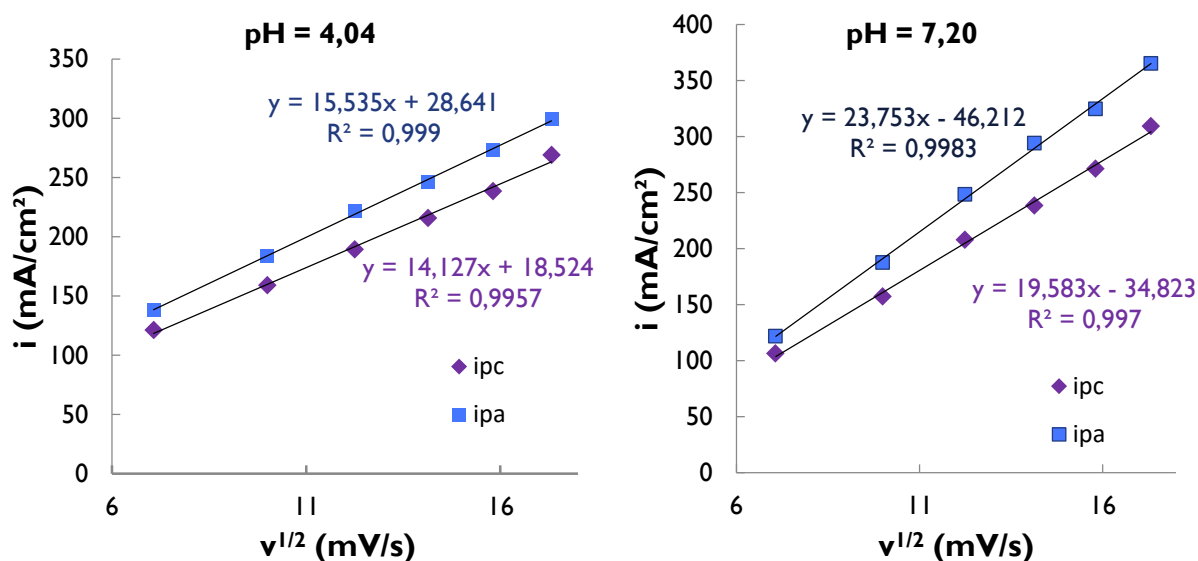 pH = 4,04
350
300
250
200
150
100
50
0
i (mA/cm²)
y = 15,535x + 28,641
R² = 0,999
y = 14,127x + 18,524
R² = 0,9957
ipc
ipa
6
11
16
v1/2 (mV/s)
pH = 7,20
400
350
300
250
200
150
100
50
0
i (mA/cm²)
y = 23,753x - 46,212
R² = 0,9983
y = 19,583x - 34,823
R² = 0,997
ipc
ipa
6
11
16
v1/2 (mV/s)